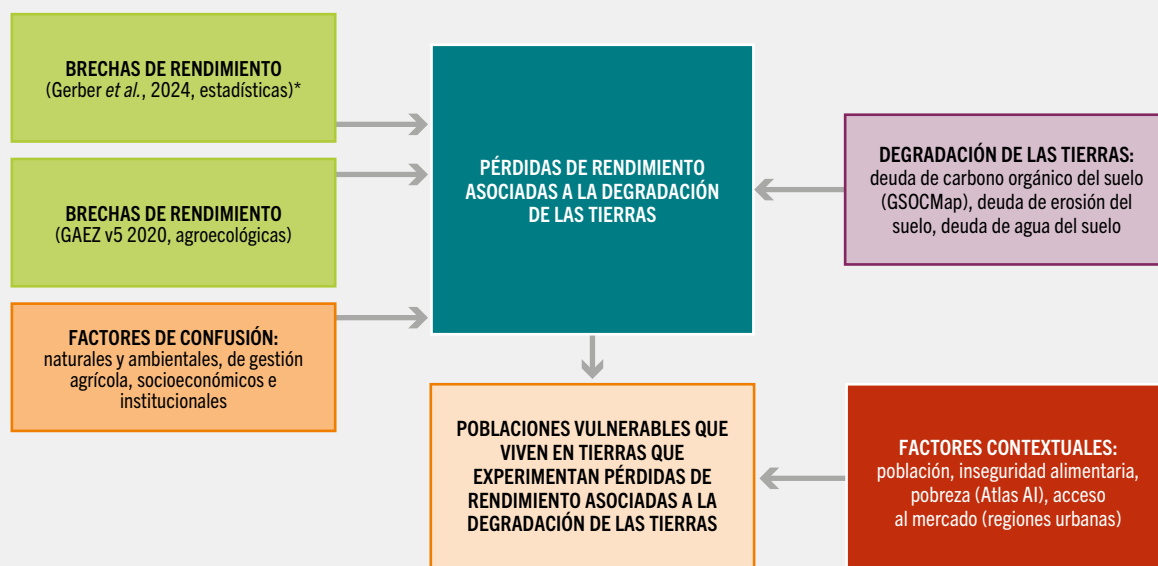 BRECHAS DE RENDIMIENTO
(Gerber et al., 2024, estadísticas)*
BRECHAS DE RENDIMIENTO
(GAEZ v5 2020, agroecológicas)
FACTORES DE CONFUSIÓN:
naturales y ambientales, de gestión
agrícola, socioeconómicos e
institucionales
PÉRDIDAS DE RENDIMIENTO
ASOCIADAS A LA DEGRADACIÓN
DE LAS TIERRAS
DEGRADACIÓN DE LAS TIERRAS:
deuda de carbono orgánico del suelo
(GSOCMap), deuda de erosión del
suelo, deuda de agua del suelo
POBLACIONES VULNERABLES QUE
VIVEN EN TIERRAS QUE
EXPERIMENTAN PÉRDIDAS DE
RENDIMIENTO ASOCIADAS A LA
DEGRADACIÓN DE LAS TIERRAS
FACTORES CONTEXTUALES:
población, inseguridad alimentaria,
pobreza (Atlas AI), acceso
al mercado (regiones urbanas)